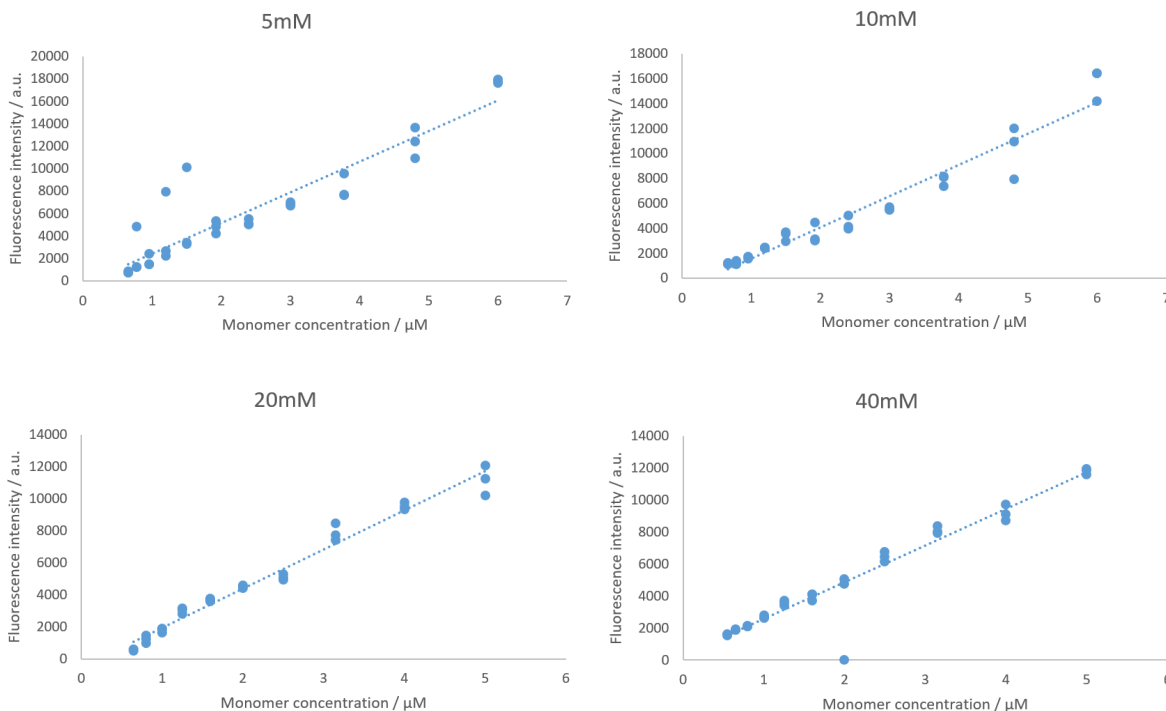 5mM
Fluorescence intensity / a.u.
20000
18000
16000
14000
12000
10000
8000
6000
4000
2000
0
0 1 2 3 4 5 6 7
Monomer concentration / µM
10mM
Fluorescence intensity / a.u.
18000
16000
14000
12000
10000
8000
6000
4000
2000
0
0 1 2 3 4 5 6 7
Monomer concentration / µM
20mM
Fluorescence intensity / a.u.
14000
12000
10000
8000
6000
4000
2000
0
0 1 2 3 4 5 6
Monomer concentration / µM
40mM
Fluorescence intensity / a.u.
14000
12000
10000
8000
6000
4000
2000
0
0 1 2 3 4 5 6
Monomer concentration / µM